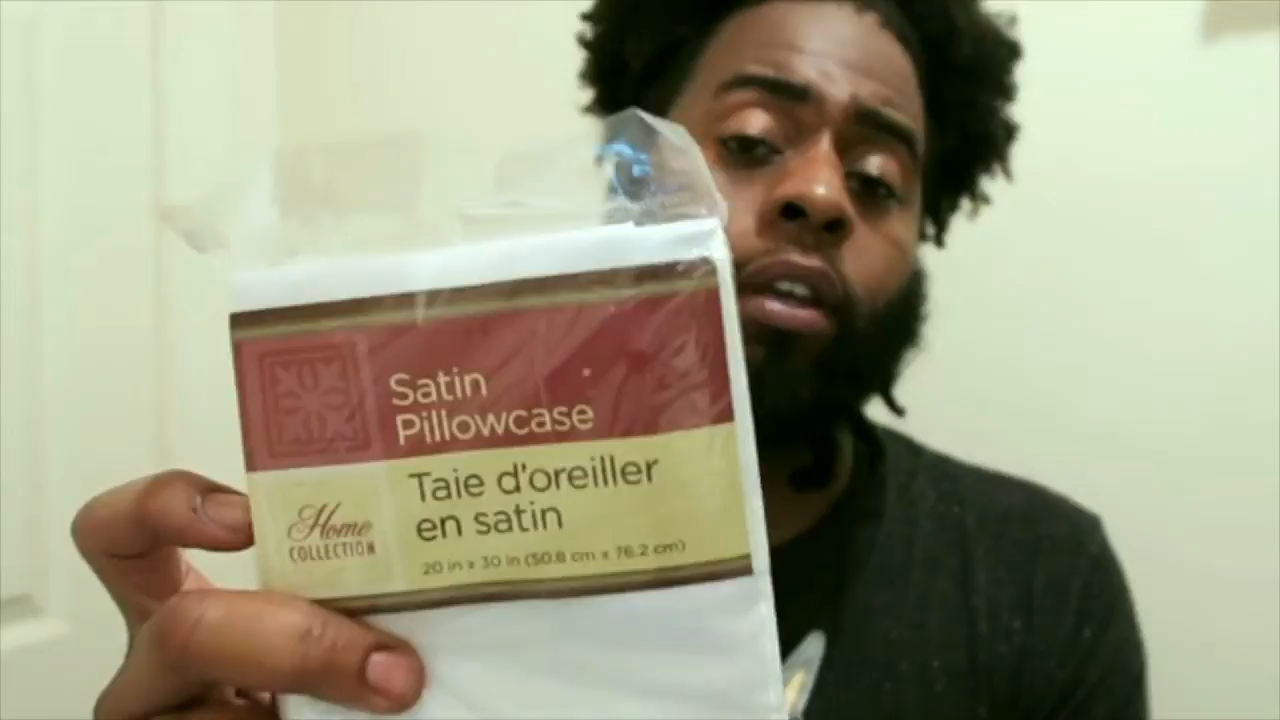 Satin
Pillowcase
Taie d'oreiller
en satin
Home
COLLECTION
20 in x 30 in (50.8 cm x 76.2 cm)